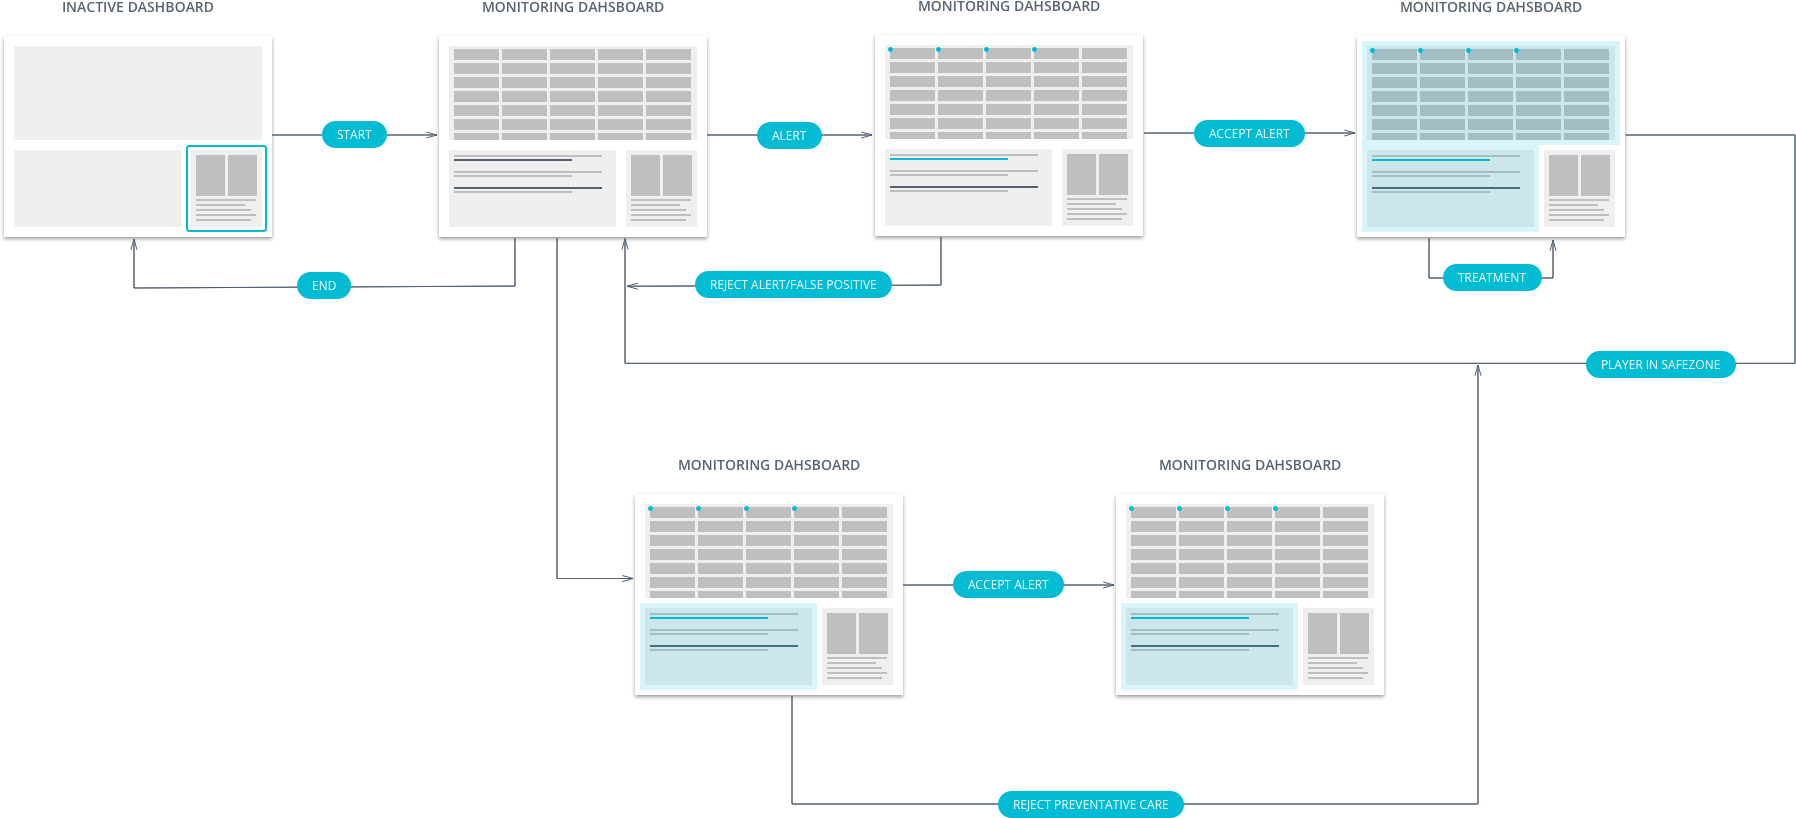 INACTIVE DASHBOARD
MONITORING DAHSBOARD
MONITORING DAHSBOARD
MONITORING DAHSBOARD
START
ALERT
ACCEPT ALERT
END
REJECT ALERT/FALSE POSITIVE
TREATMENT
PLAYER IN SAFEZONE
MONITORING DAHSBOARD
MONITORING DAHSBOARD
ACCEPT ALERT
REJECT PREVENTATIVE CARE